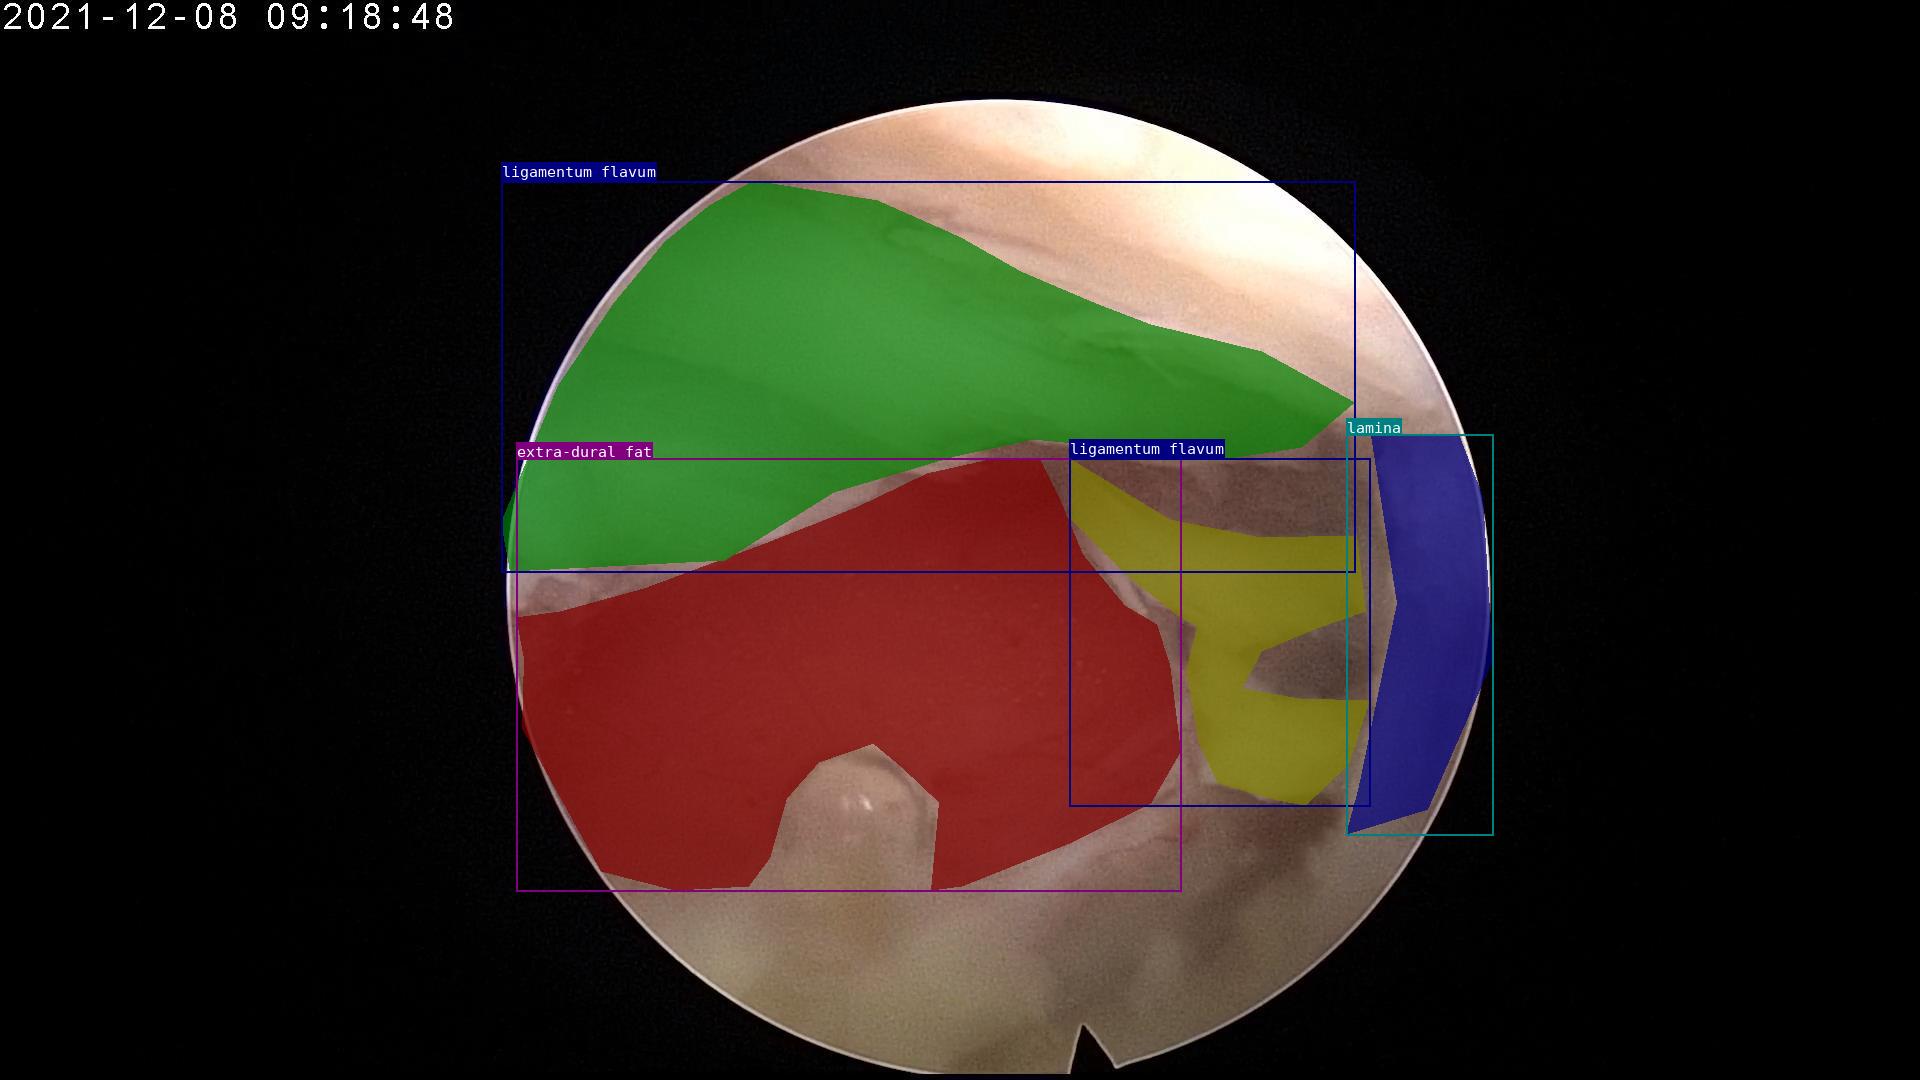 2021-12-08 09:18:48
ligamentum flavum
lamina
extra-dural fat
ligamentum flavum